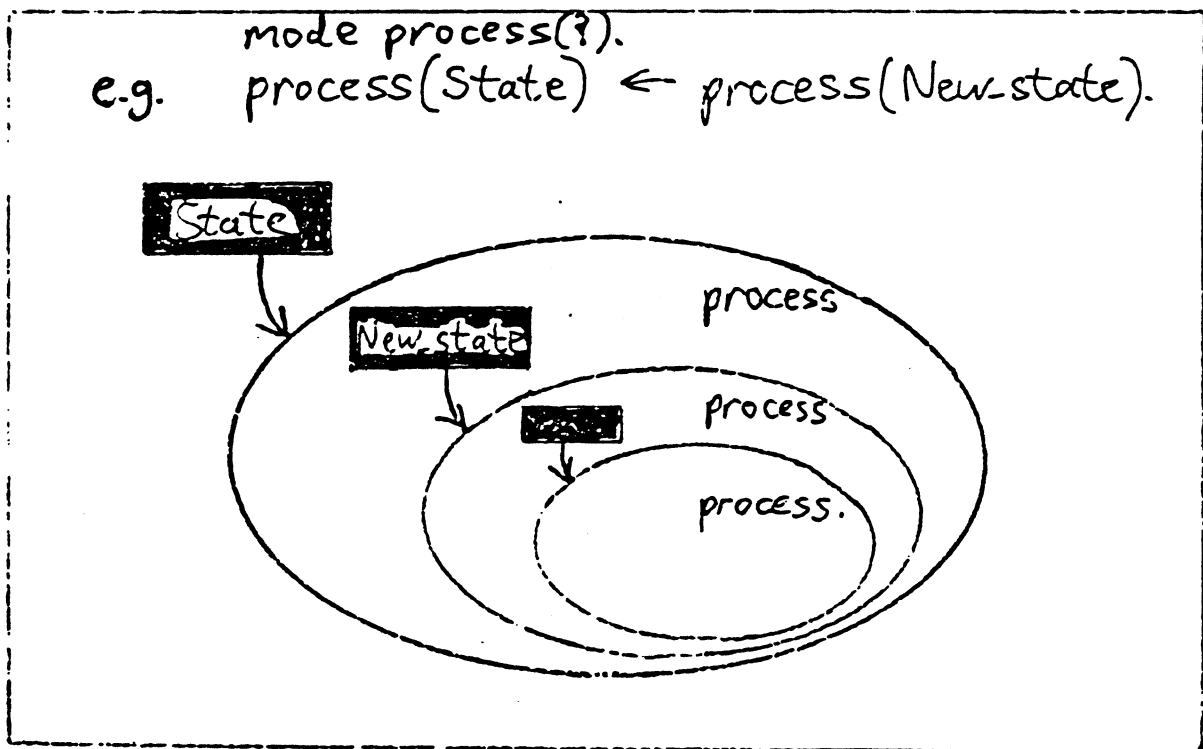 mode process(?).
e.g. process(State) ← process(New_state).
State
process
New_state
process
process.